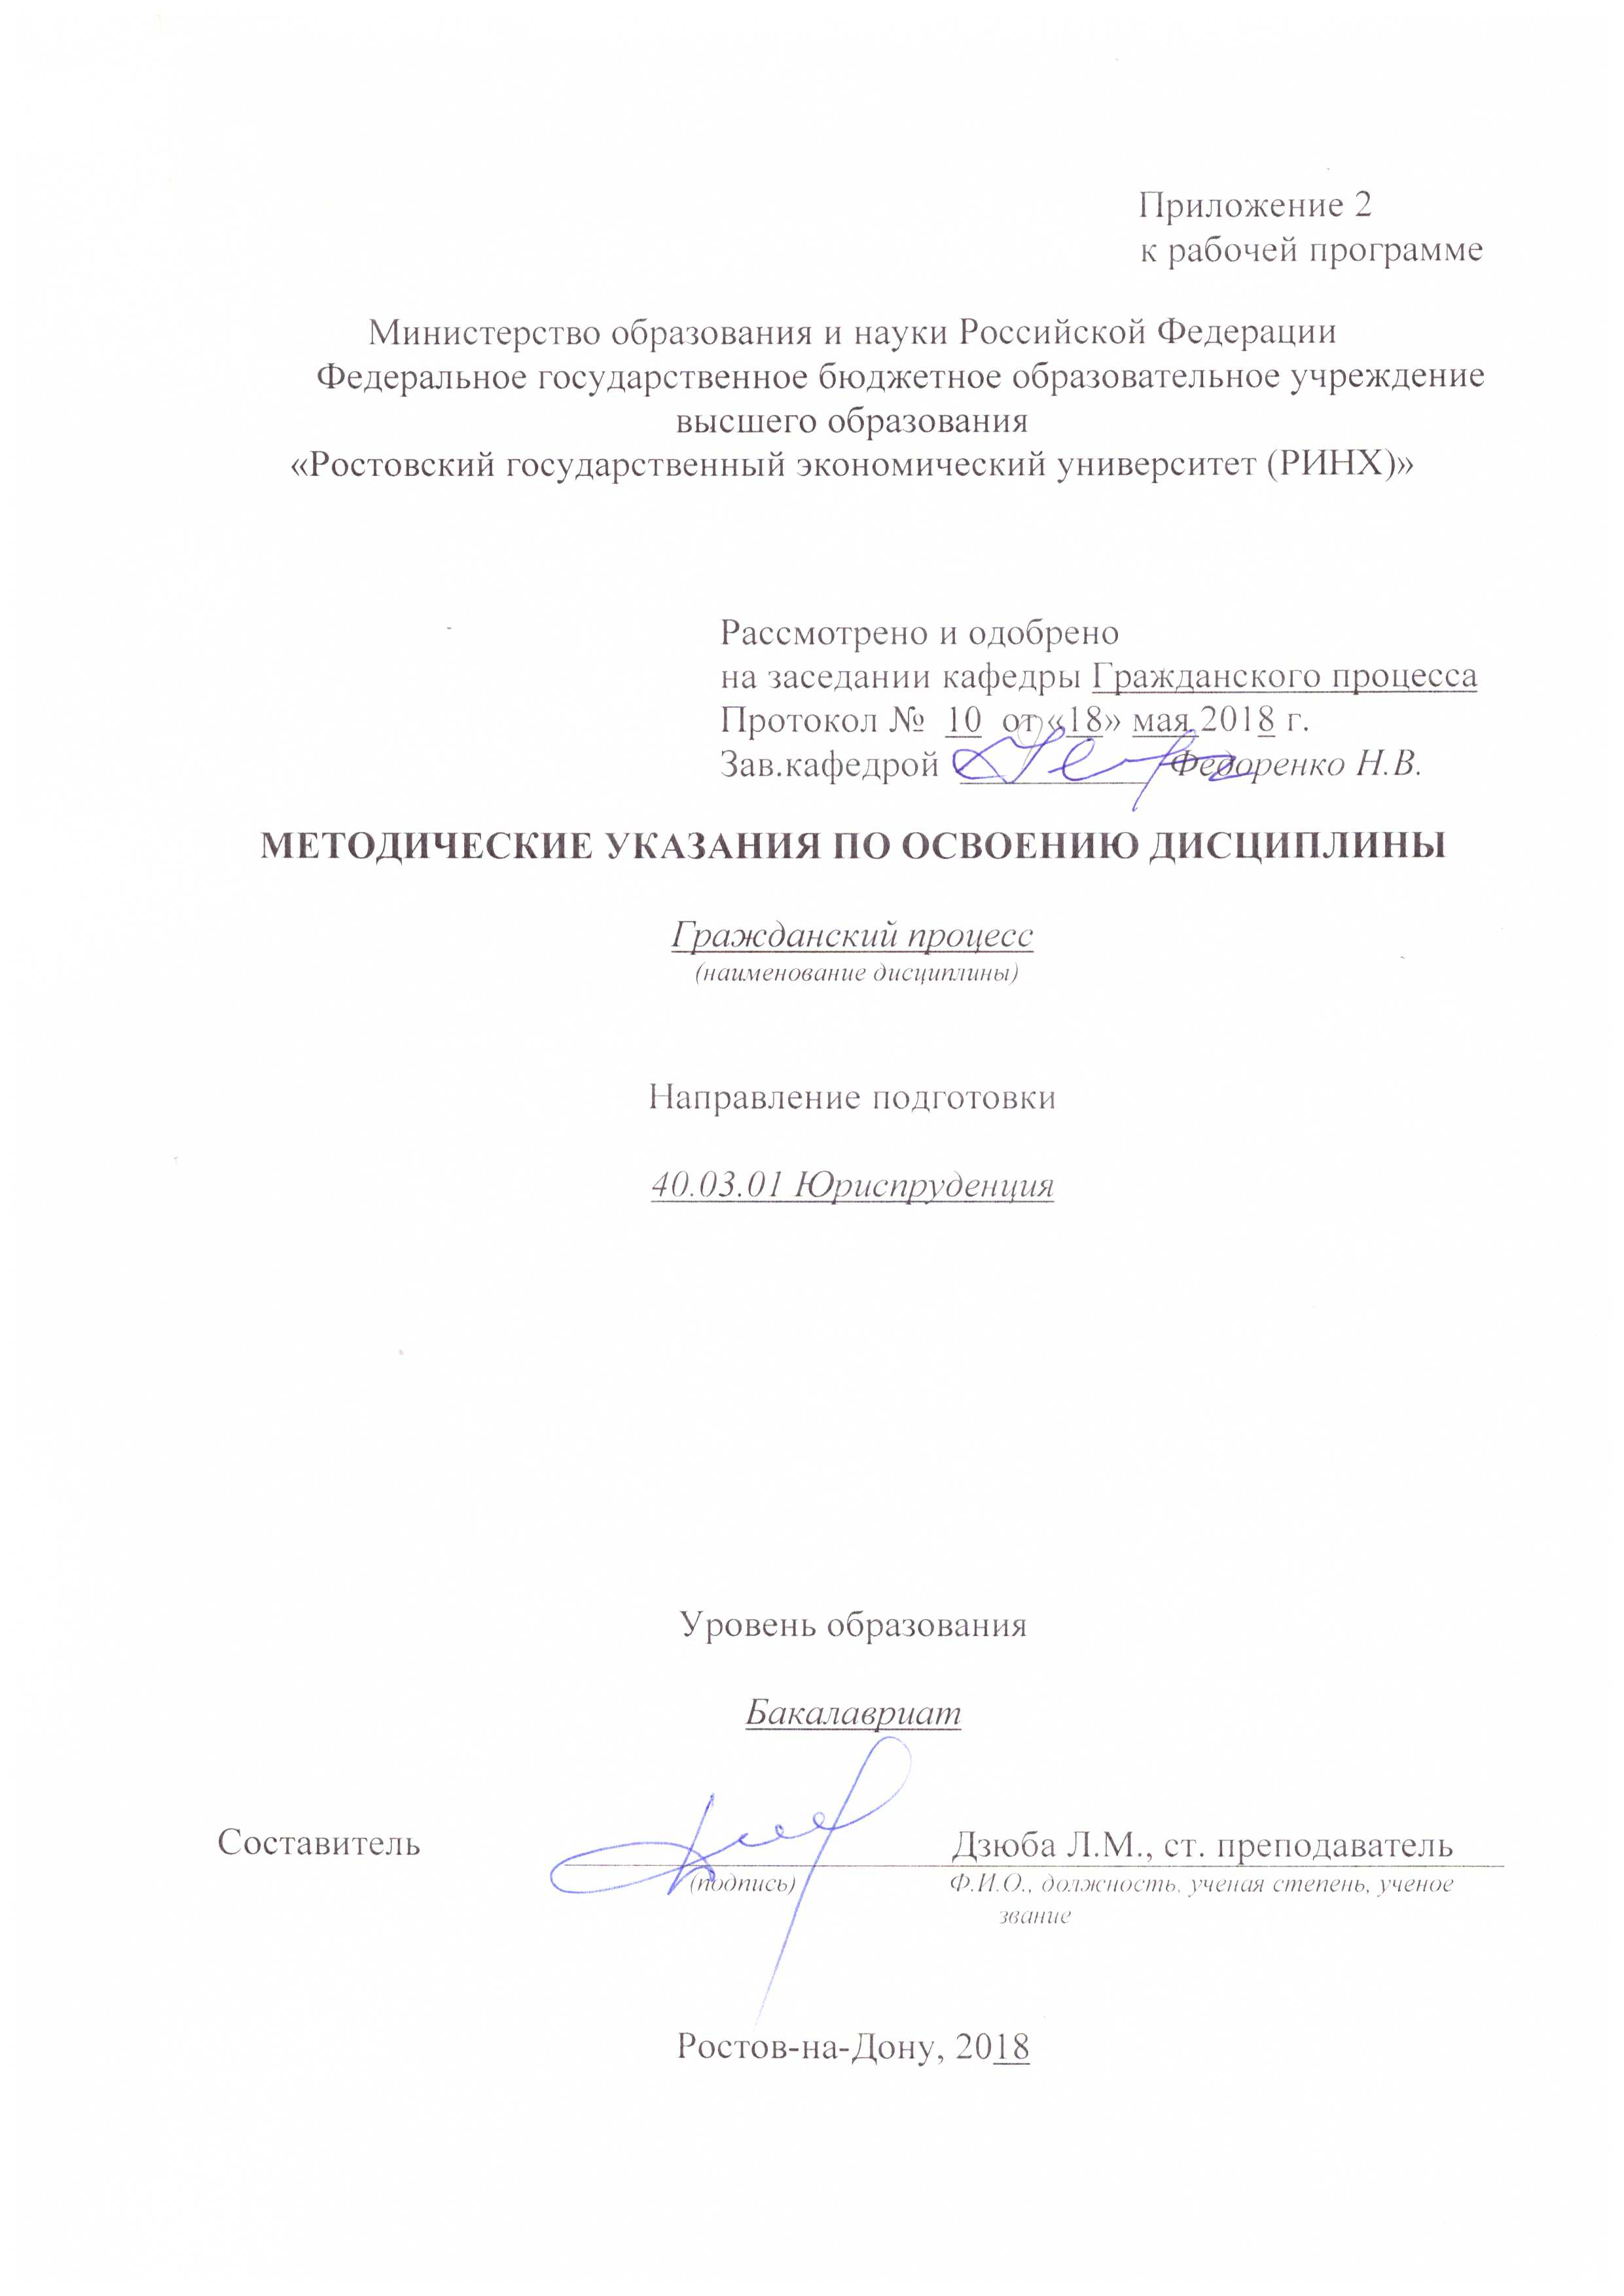 Приложение 2
к рабочей программе
Министерство образования и науки Российской Федерации
Федеральное государственное бюджетное образовательное учреждение
высшего образования
«Ростовский государственный экономический университет (РИНХ)»
Рассмотрено и одобрено
на заседании кафедры Гражданского процесса
Протокол № 10 от «18» мая 2018 г.
Зав.кафедрой Федоренко Н.В.
МЕТОДИЧЕСКИЕ УКАЗАНИЯ ПО ОСВОЕНИЮ ДИСЦИПЛИНЫ
Гражданский процесс
(наименование дисциплины)
Направление подготовки
40.03.01 Юриспруденция
Уровень образования
Бакалавриат
Составитель Дзюба Л.М., ст. преподаватель
(подпись) Ф.И.О., должность, ученая степень, ученое
звание
Ростов-на-Дону, 2018